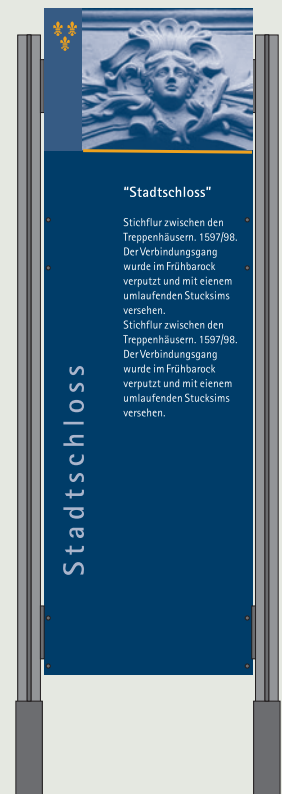 “Stadtschloss”
Stichflur zwischen den
Treppenhäusern. 1597/98.
Der Verbindungsgang
wurde im Frühbarock
verputzt und mit eienem
umlaufenden Stucksims
versehen.
Stichflur zwischen den
Treppenhäusern. 1597/98.
Der Verbindungsgang
wurde im Frühbarock
verputzt und mit eienem
umlaufenden Stucksims
versehen.
Stadtschloss